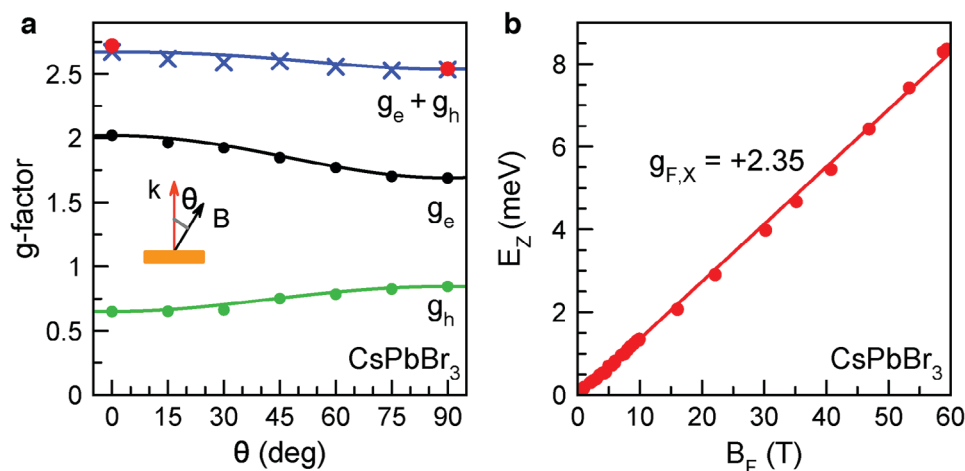 a
g-factor
2.5
2
1.5
1
0.5
0
g_e + g_h
g_e
g_h
k
θ
B
CsPbBr₃
0 15 30 45 60 75 90
θ (deg)
b
E_Z (meV)
8
6
4
2
0
g_F,X = +2.35
CsPbBr₃
0 10 20 30 40 50 60
B_F (T)